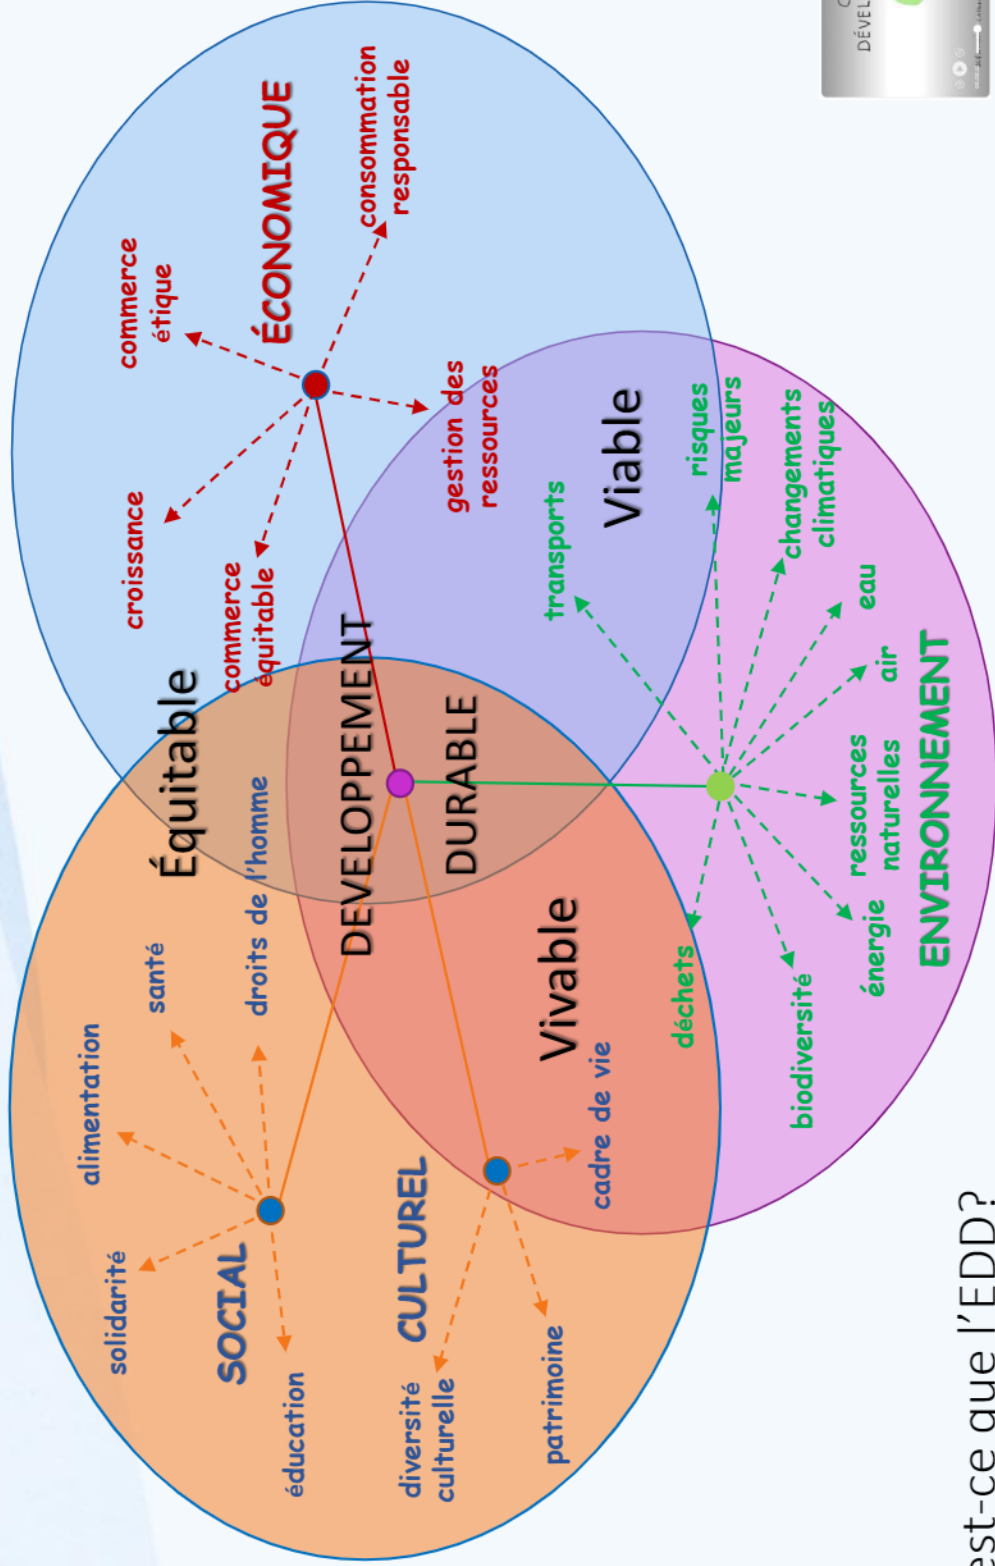 solidarité
alimentation
santé
droits de l'homme
SOCIAL
éducation
CULTUREL
diversité
culturelle
patrimoine
cadre de vie
Équitable
DEVELOPPEMENT
DURABLE
Vivable
Viable
croissance
commerce
étique
commerce
équitable
ÉCONOMIQUE
consommation
responsable
gestion des
ressources
transports
risques
majeurs
changements
climatiques
eau
air
ressources
naturelles
énergie
biodiversité
déchets
ENVIRONNEMENT
est-ce que l'EDD?